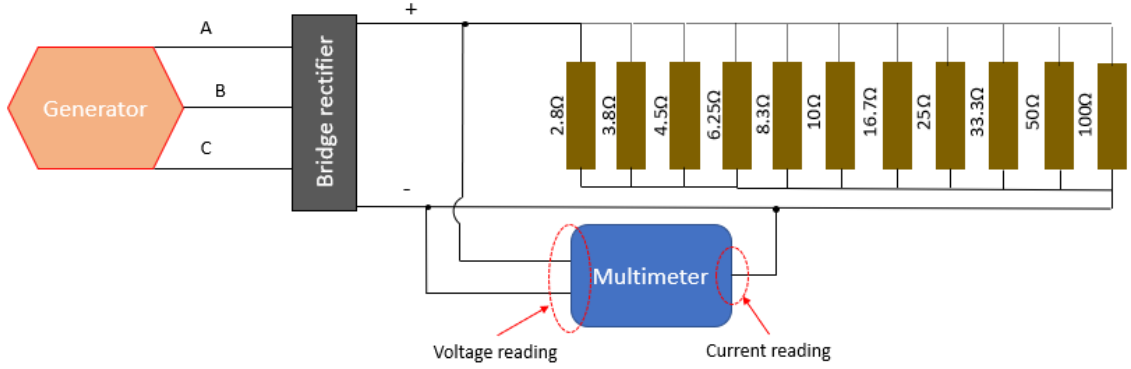 A
Generator
B
C
Bridge rectifier
+
-
2.8Ω
3.8Ω
4.5Ω
6.25Ω
8.3Ω
10Ω
16.7Ω
25Ω
33.3Ω
50Ω
100Ω
Multimeter
Voltage reading
Current reading